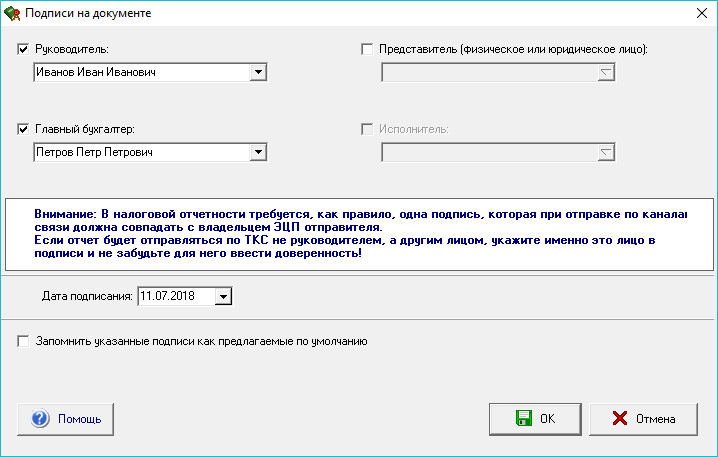 Подписи на документе
Руководитель:
Представитель (физическое или юридическое лицо):
Иванов Иван Иванович
Главный бухгалтер:
Исполнитель:
Петров Петр Петрович
Внимание: В налоговой отчетности требуется, как правило, одна подпись, которая при отправке по каналаг
связи должна совпадать с владельцем ЭЦП отправителя.
Если отчет будет отправляться по ТКС не руководителем, а другим лицом, укажите именно это лицо в
подписи и не забудьте для него ввести доверенность!
Дата подписания: 11.07.2018
Запомнить указанные подписи как предлагаемые по умолчанию
Помощь
OK
Отмена